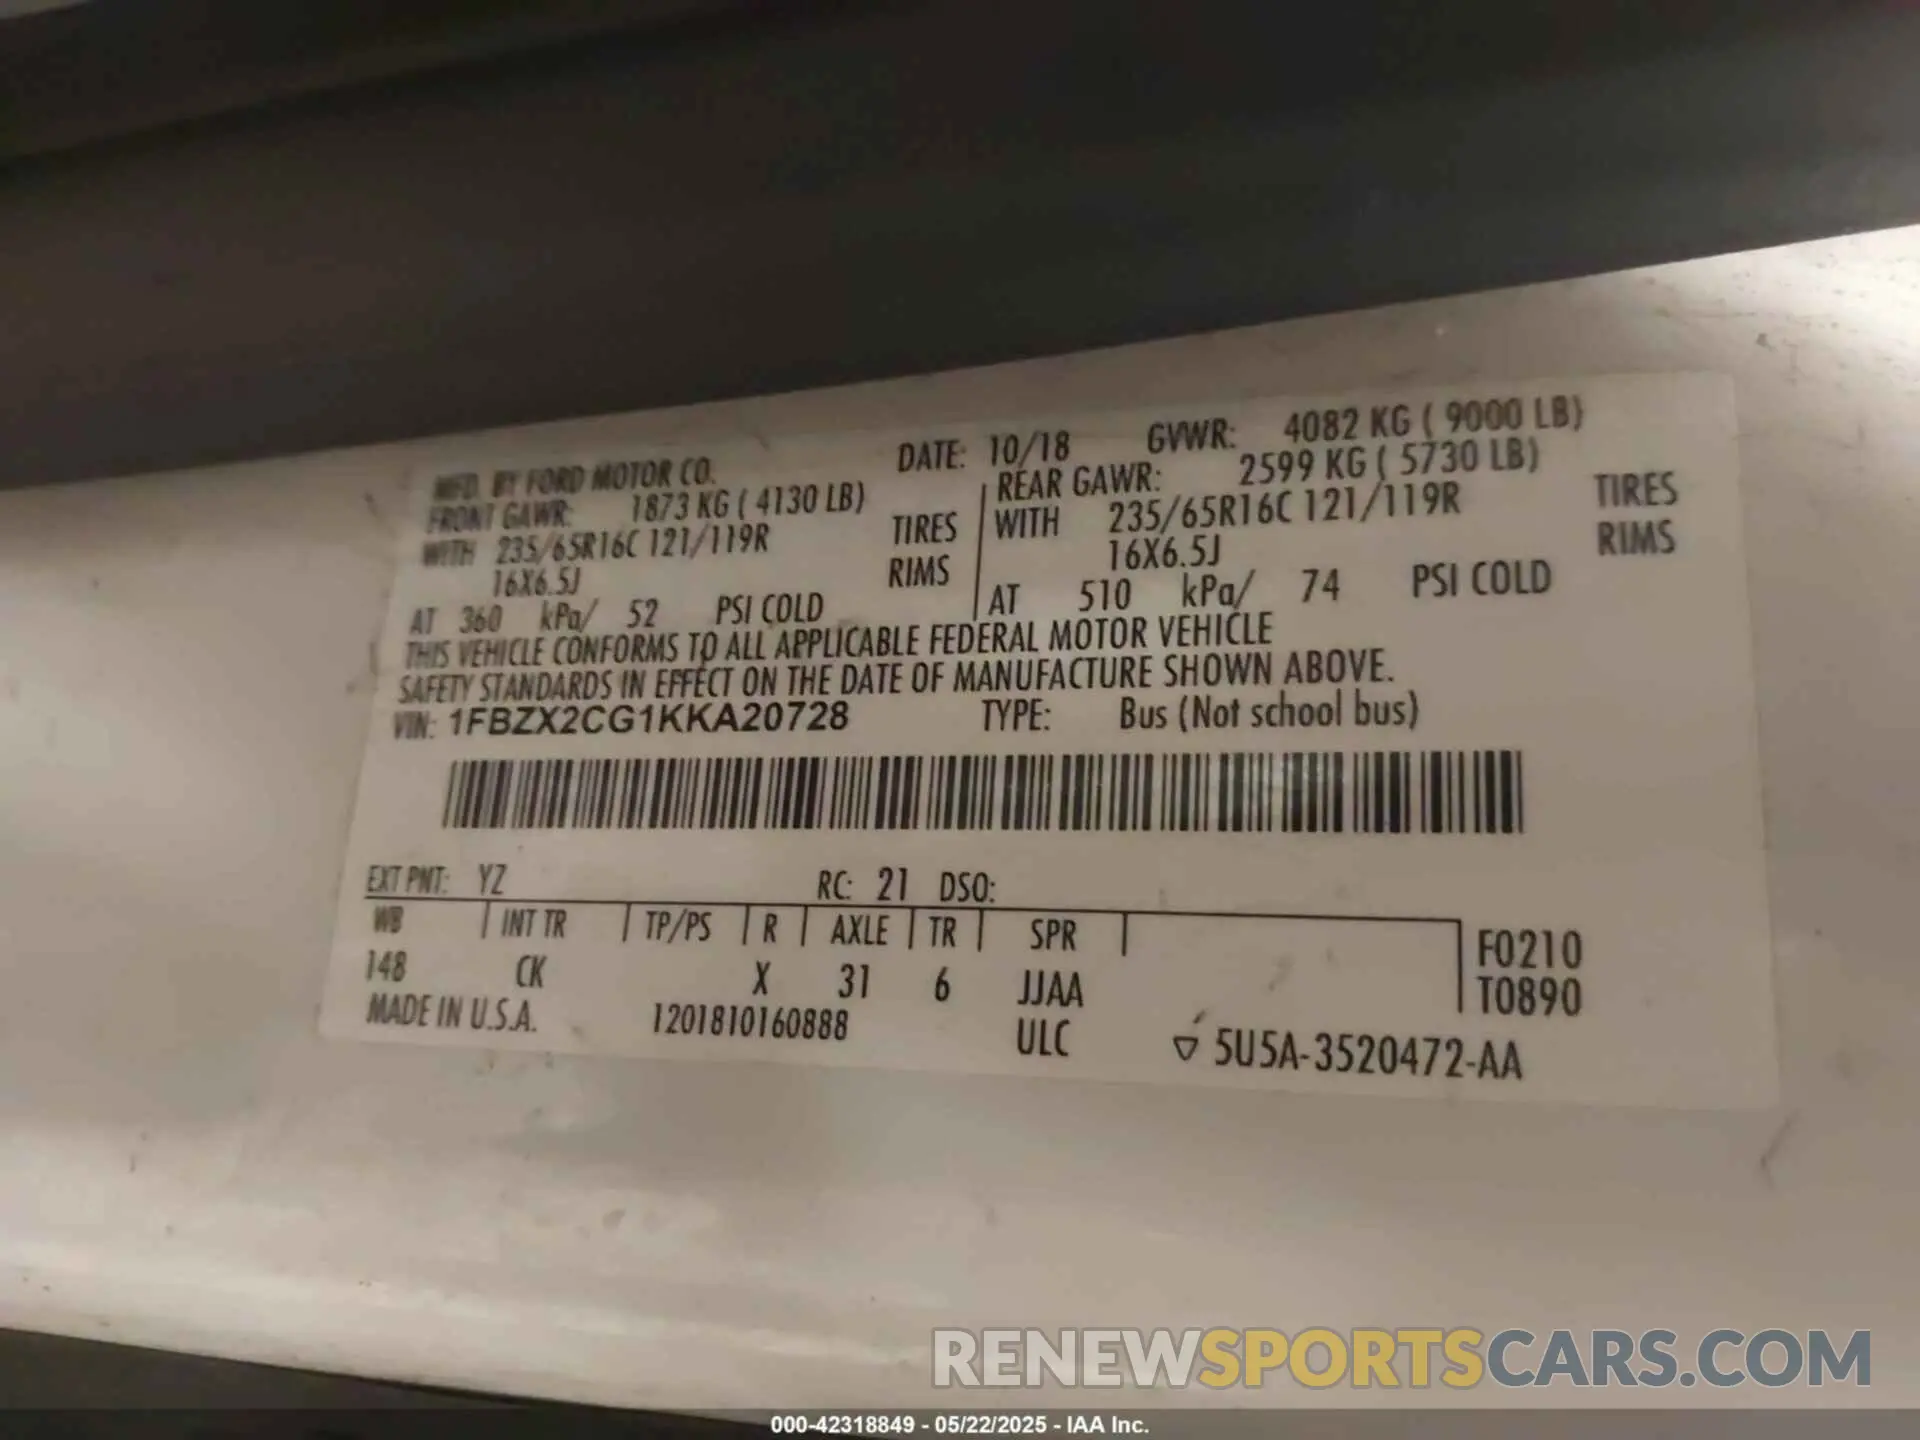 MFD. BY FORD MOTOR CO. DATE: 10/18 GVWR: 4082 KG ( 9000 LB)
FRONT GAWR: 1873 KG ( 4130 LB) REAR GAWR: 2599 KG ( 5730 LB)
WITH 235/65R16C 121/119R TIRES WITH 235/65R16C 121/119R TIRES
16X6.5J RIMS 16X6.5J RIMS
AT 360 kPa/ 52 PSI COLD AT 510 kPa/ 74 PSI COLD
THIS VEHICLE CONFORMS TO ALL APPLICABLE FEDERAL MOTOR VEHICLE
SAFETY STANDARDS IN EFFECT ON THE DATE OF MANUFACTURE SHOWN ABOVE.
VIN: 1FBZX2CG1KKA20728 TYPE: Bus (Not school bus)
EXT PNT: YZ RC: 21 DSO:
WB INT TR TP/PS R AXLE TR SPR F0210
148 CK X 31 6 JJAA T0890
MADE IN U.S.A. 1201810160888 ULC 5U5A-3520472-AA
RENEWSPORTSCARS.COM
000-42318849 - 05/22/2025 - IAA Inc.